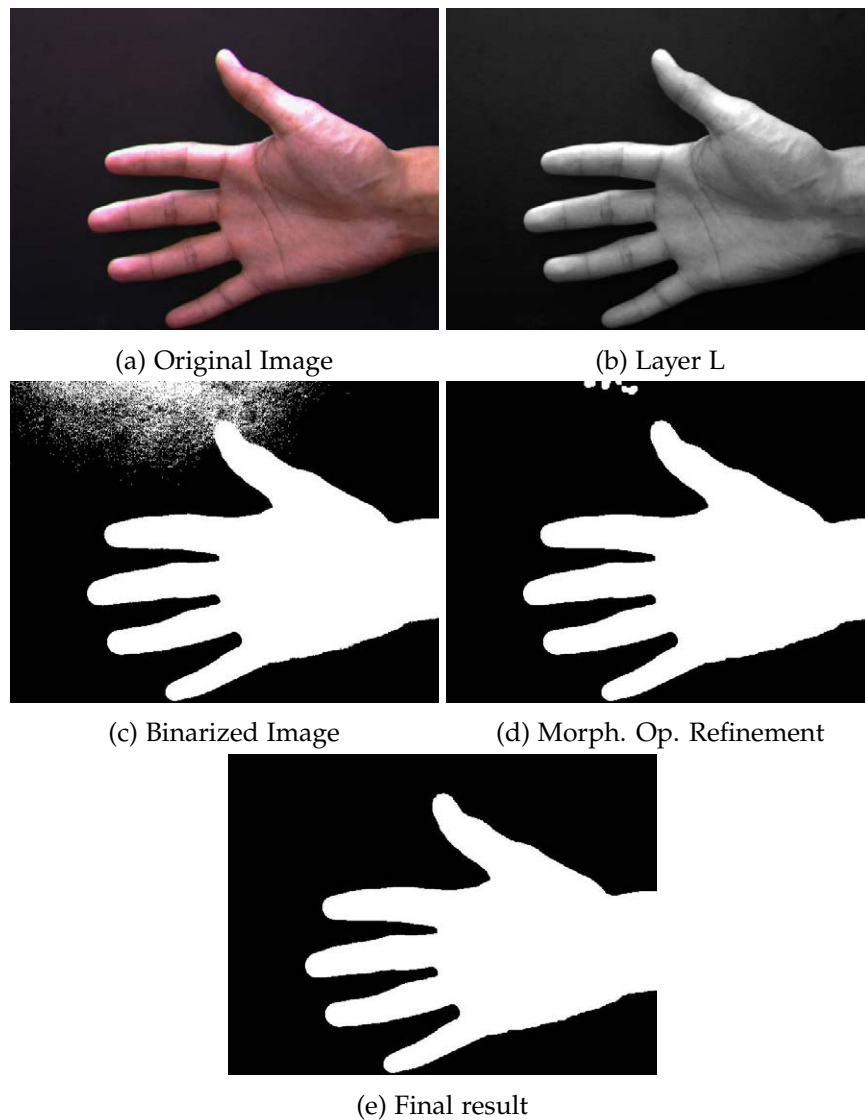 (a) Original Image
(b) Layer L
(c) Binarized Image
(d) Morph. Op. Refinement
(e) Final result